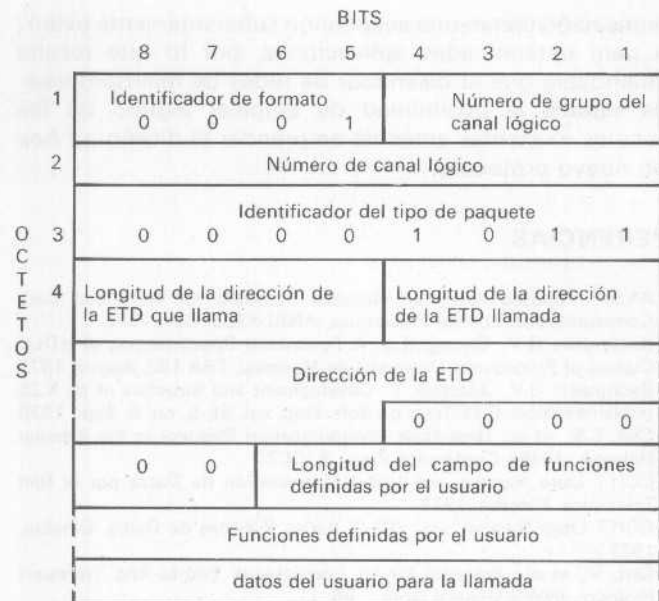 BITS
8 7 6 5 4 3 2 1
1 Identificador de formato
0 0 0 1
Número de grupo del
canal lógico
2 Número de canal lógico
Identificador del tipo de paquete
3 0 0 0 0 1 0 1 1
OCTETOS
4 Longitud de la dirección de
la ETD que llama
Longitud de la dirección
de la ETD llamada
Dirección de la ETD
0 0 0 0
0 0 Longitud del campo de funciones
definidas por el usuario
Funciones definidas por el usuario
datos del usuario para la llamada